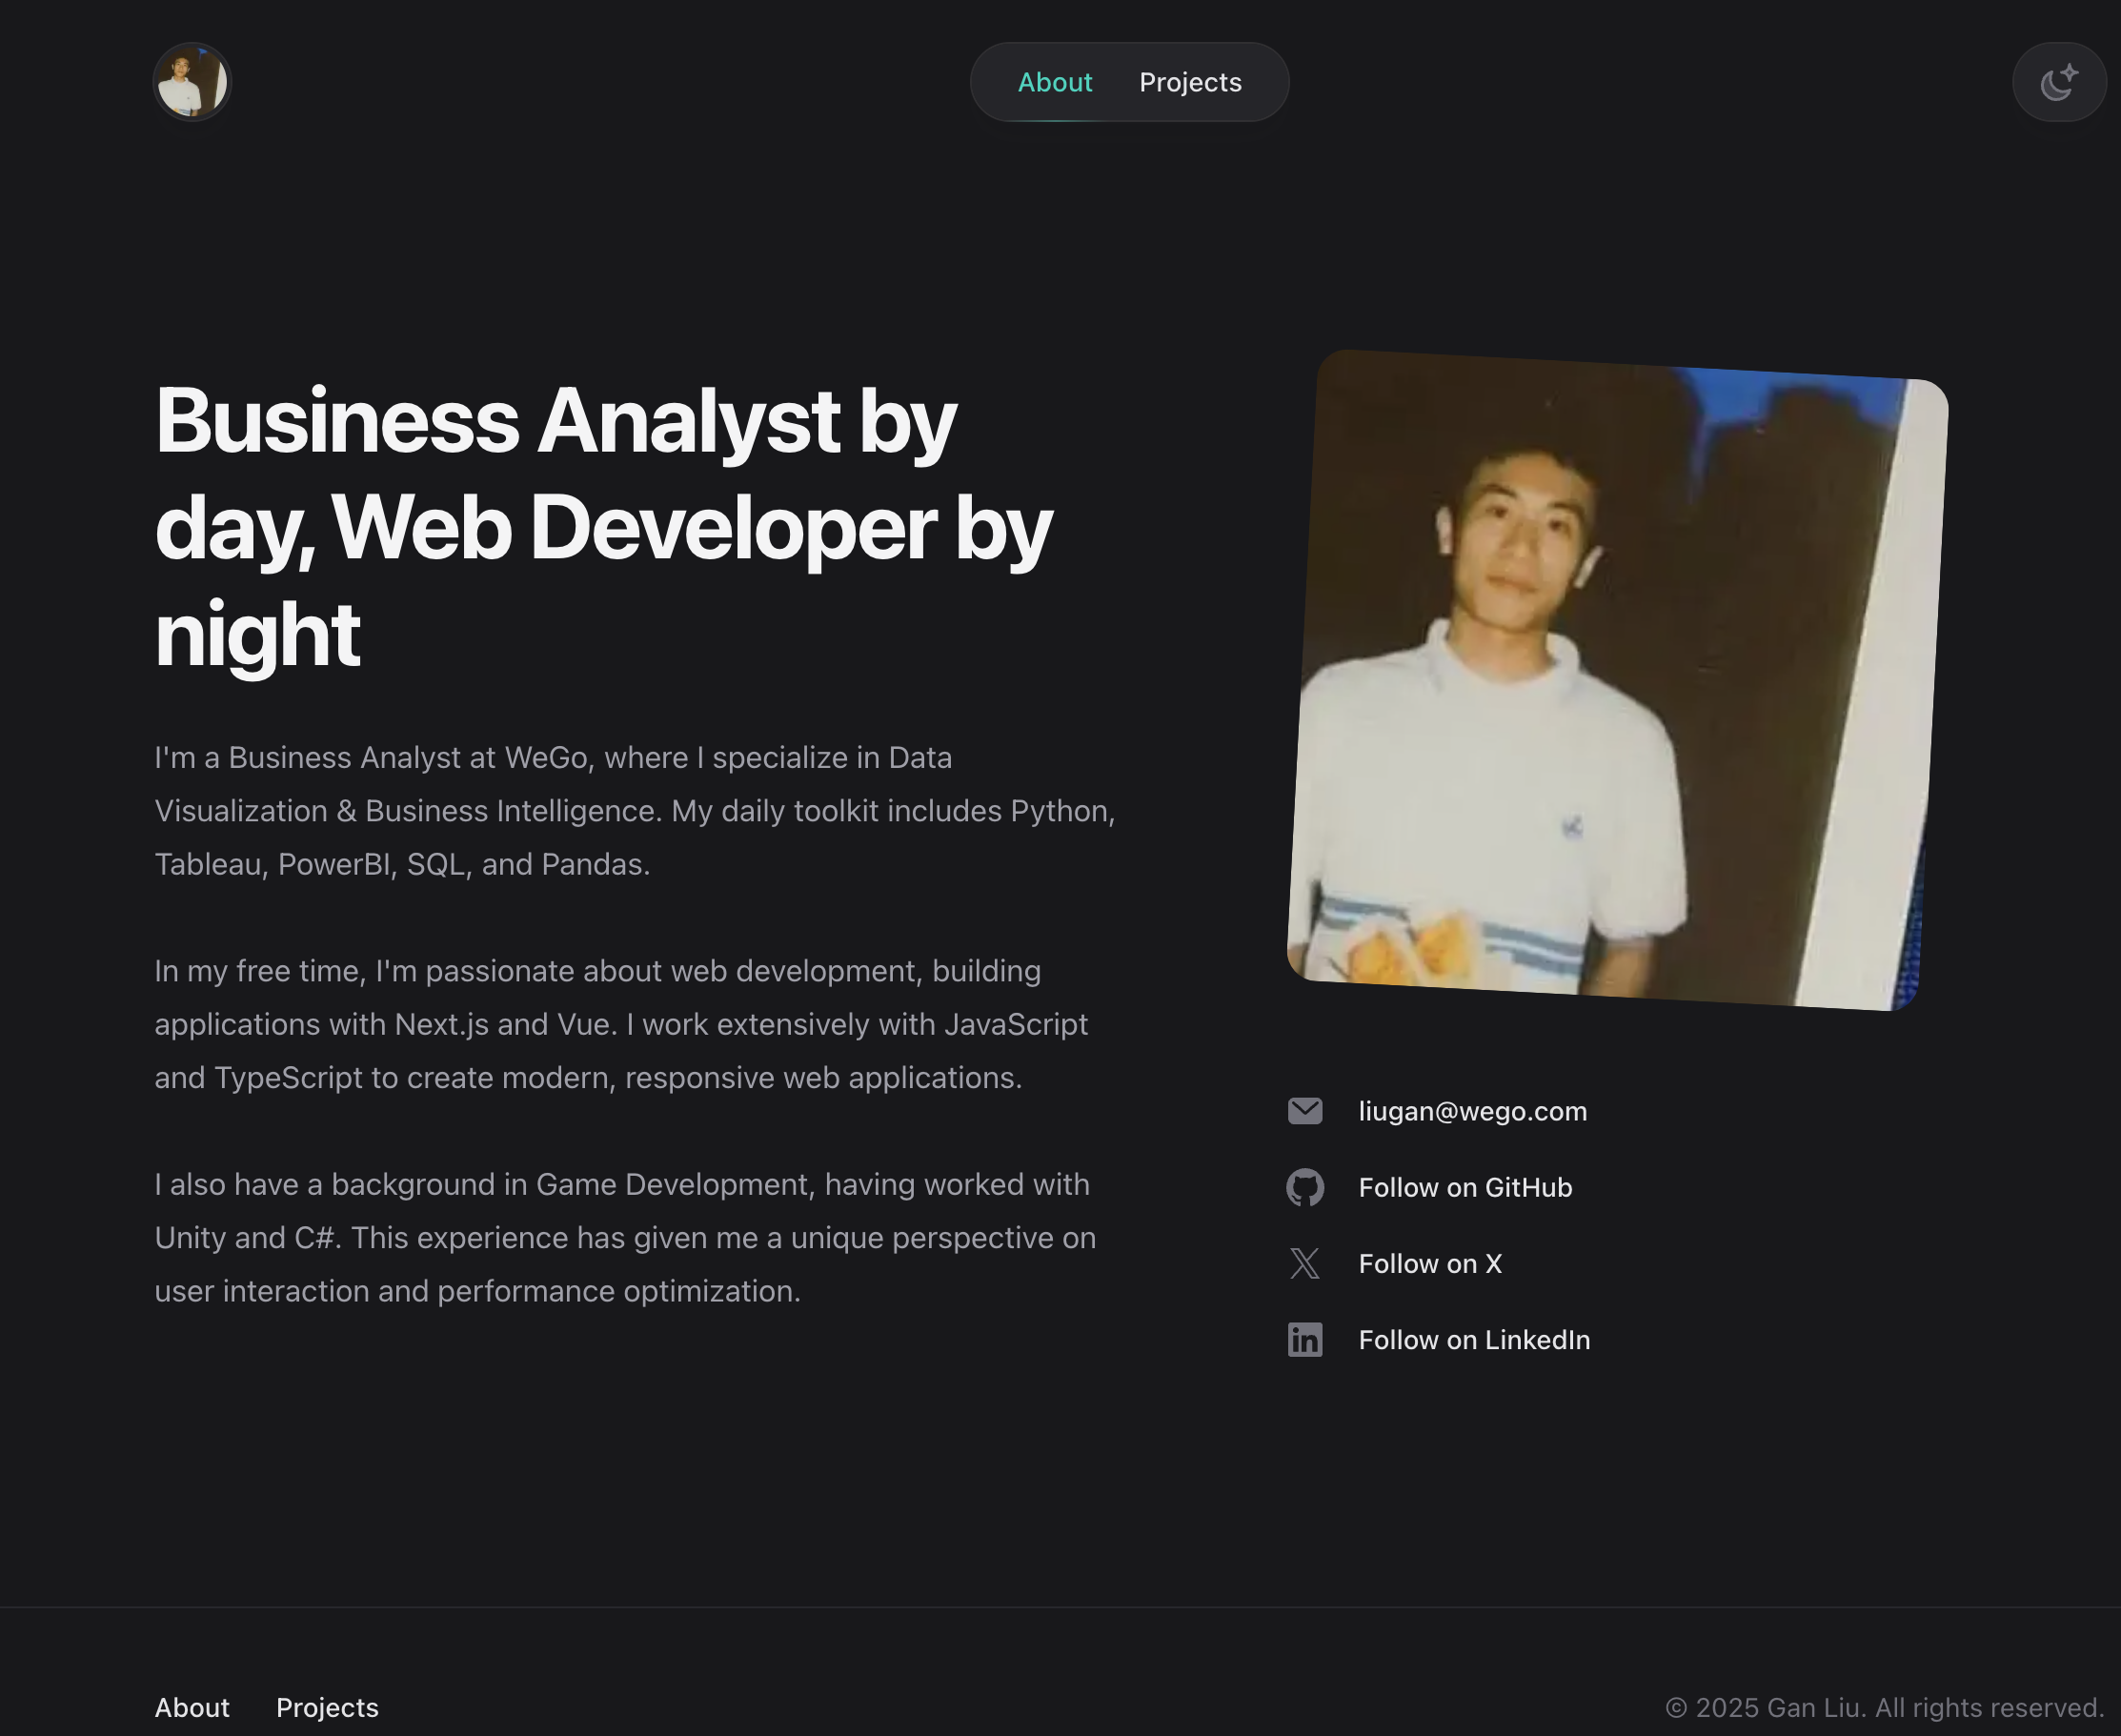 About Projects
Business Analyst by
day, Web Developer by
night
I'm a Business Analyst at WeGo, where I specialize in Data
Visualization & Business Intelligence. My daily toolkit includes Python,
Tableau, PowerBI, SQL, and Pandas.
In my free time, I'm passionate about web development, building
applications with Next.js and Vue. I work extensively with JavaScript
and TypeScript to create modern, responsive web applications.
I also have a background in Game Development, having worked with
Unity and C#. This experience has given me a unique perspective on
user interaction and performance optimization.
liugan@wego.com
Follow on GitHub
Follow on X
Follow on LinkedIn
About Projects
© 2025 Gan Liu. All rights reserved.